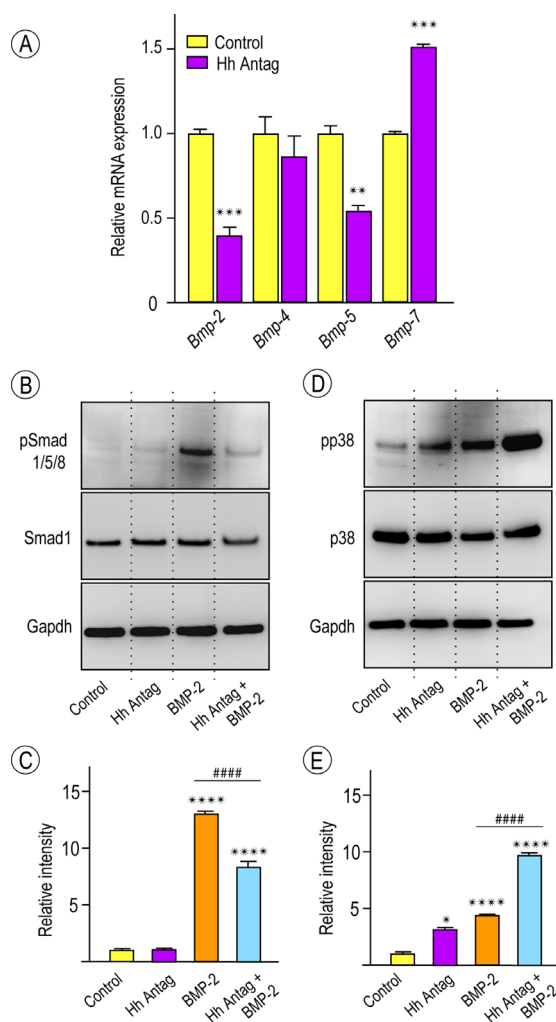 A
Relative mRNA expression
1.5
1.0
0.5
0
Control
Hh Antag
***
**
***
Bmp-2
Bmp-4
Bmp-5
Bmp-7
B
pSmad
1/5/8
Smad1
Gapdh
Control
Hh Antag
BMP-2
Hh Antag +
BMP-2
D
pp38
p38
Gapdh
Control
Hh Antag
BMP-2
Hh Antag +
BMP-2
C
Relative intensity
15
10
5
####
****
****
Control
Hh Antag
BMP-2
Hh Antag +
BMP-2
E
Relative intensity
15
10
5
####
*
****
****
Control
Hh Antag
BMP-2
Hh Antag +
BMP-2